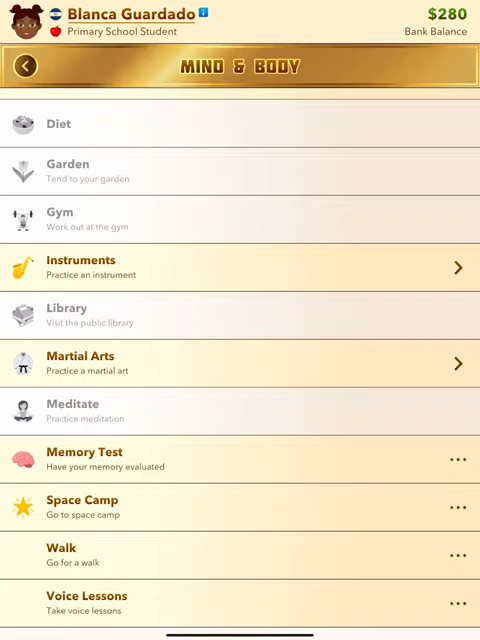 Blanca Guardado
$280
Primary School Student
Bank Balance
MIND & BODY
Diet
Garden
Tend to your garden
Gym
Work out at the gym
Instruments
Practice an instrument
Library
Visit the public library
Martial Arts
Practice a martial art
Meditate
Practice meditation
Memory Test
Have your memory evaluated
Space Camp
Go to space camp
Walk
Go for a walk
Voice Lessons
Take voice lessons